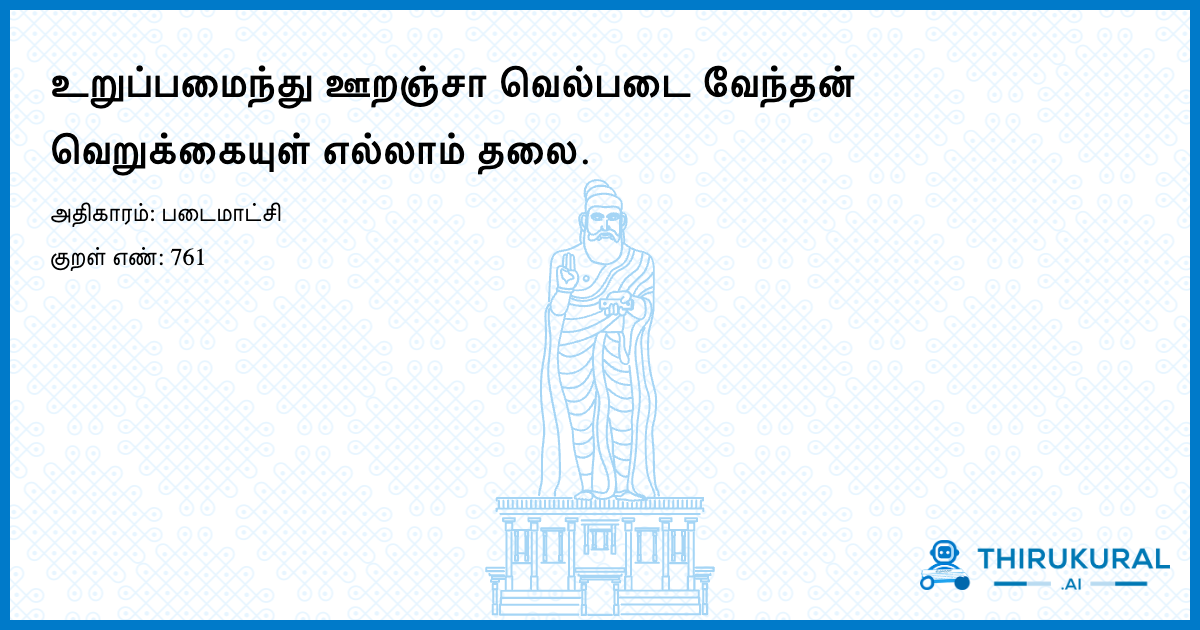 உறுப்பமைந்து ஊறஞ்சா வெல்படை வேந்தன்
வெறுக்கையுள் எல்லாம் தலை.
அதிகாரம்: படைமாட்சி
குறள் எண்: 761
THIRUKURAL
.AI